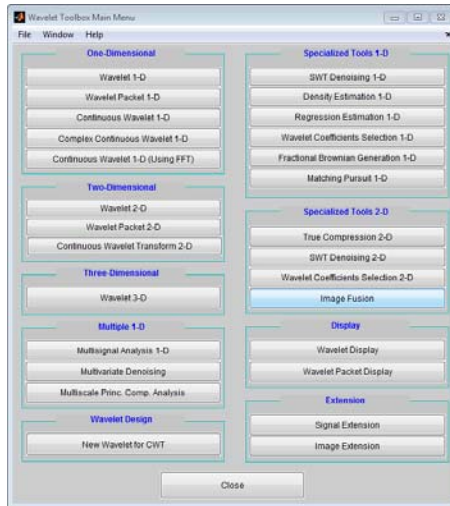 Wavelet Toolbox Main Menu
File Window Help
One-Dimensional
Wavelet 1-D
Wavelet Packet 1-D
Continuous Wavelet 1-D
Complex Continuous Wavelet 1-D
Continuous Wavelet 1-D (Using FFT)
Two-Dimensional
Wavelet 2-D
Wavelet Packet 2-D
Continuous Wavelet Transform 2-D
Three-Dimensional
Wavelet 3-D
Multiple 1-D
Multisignal Analysis 1-D
Multivariate Denoising
Multiscale Princ. Comp. Analysis
Wavelet Design
New Wavelet for CWT
Specialized Tools 1-D
SWT Denoising 1-D
Density Estimation 1-D
Regression Estimation 1-D
Wavelet Coefficients Selection 1-D
Fractional Brownian Generation 1-D
Matching Pursuit 1-D
Specialized Tools 2-D
True Compression 2-D
SWT Denoising 2-D
Wavelet Coefficients Selection 2-D
Image Fusion
Display
Wavelet Display
Wavelet Packet Display
Extension
Signal Extension
Image Extension
Close